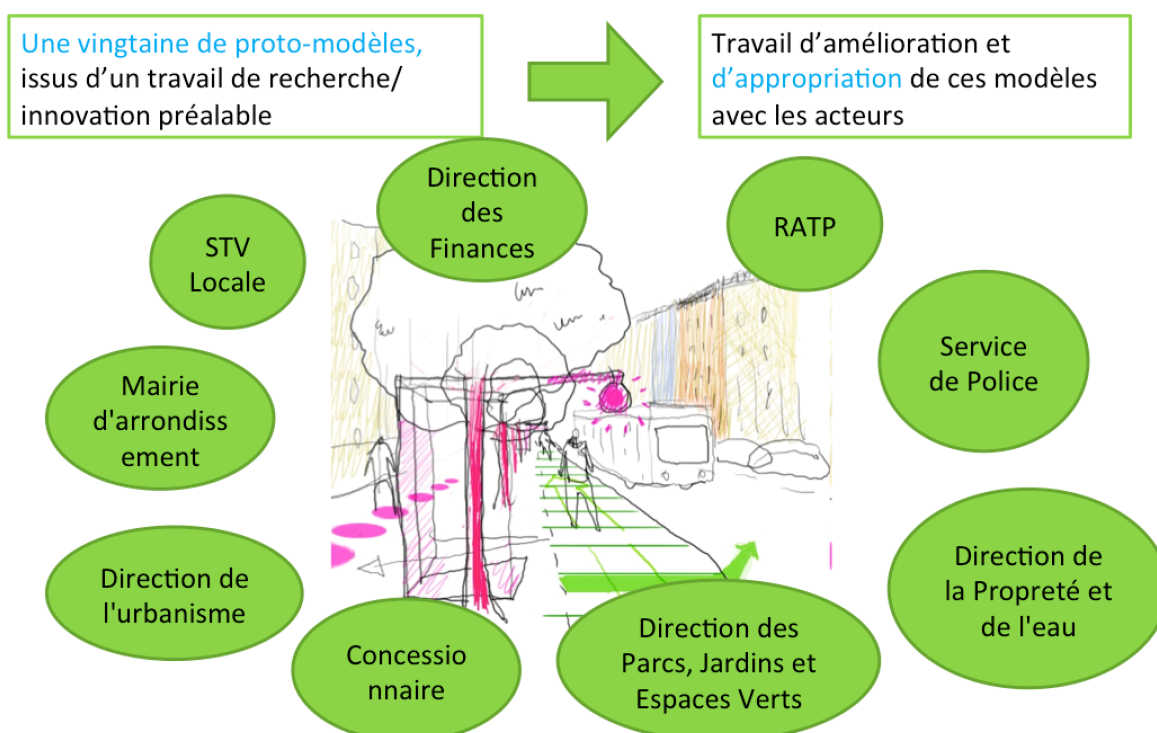 Une vingtaine de proto-modèles,
issus d'un travail de recherche/
innovation préalable
Travail d'amélioration et
d'appropriation de ces modèles
avec les acteurs
Direction
des
Finances
RATP
STV
Locale
Service
de Police
Mairie
d'arrondiss
ement
Direction de
l'urbanisme
Direction de
la Propreté et
de l'eau
Concessio
nnaire
Direction des
Parcs, Jardins et
Espaces Verts